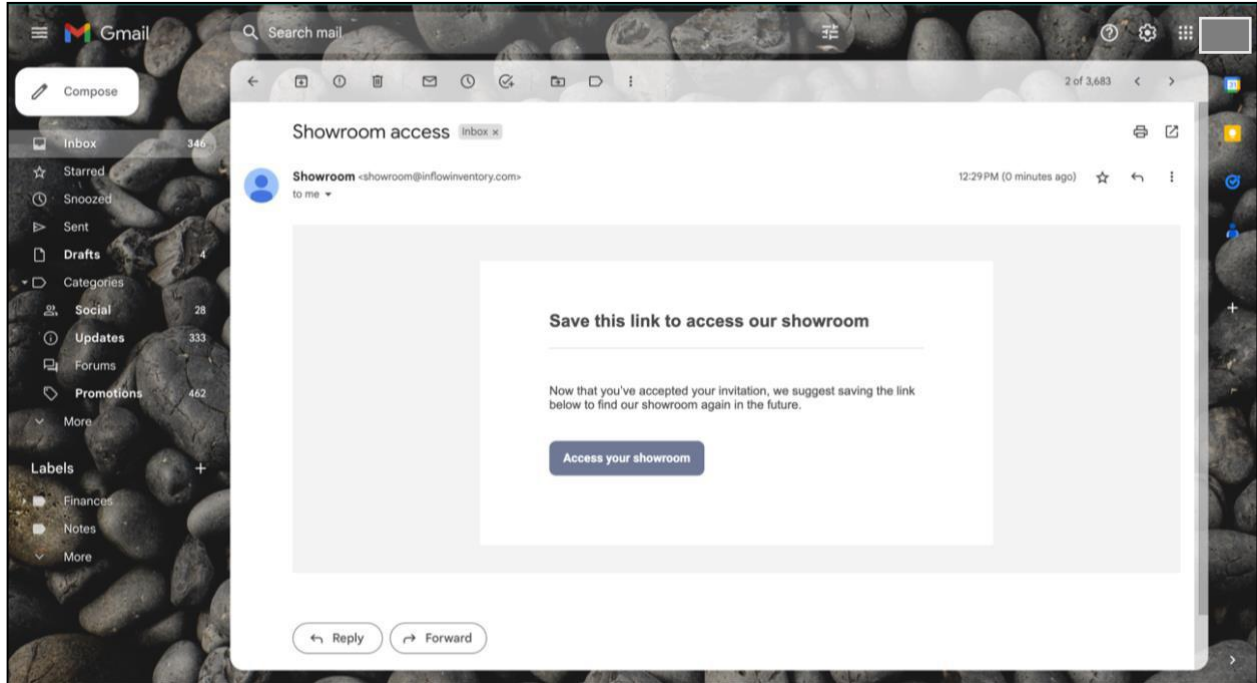 Gmail
Search mail
Compose
Inbox 346
Starred
Snoozed
Sent
Drafts 4
Categories
Social 28
Updates 333
Forums
Promotions 462
More
Labels +
Finances
Notes
More
2 of 3,683
Showroom access Inbox x
Showroom <showroom@inflowinventory.com> 12:29 PM (0 minutes ago)
to me
Save this link to access our showroom
Now that you've accepted your invitation, we suggest saving the link
below to find our showroom again in the future.
Access your showroom
Reply Forward